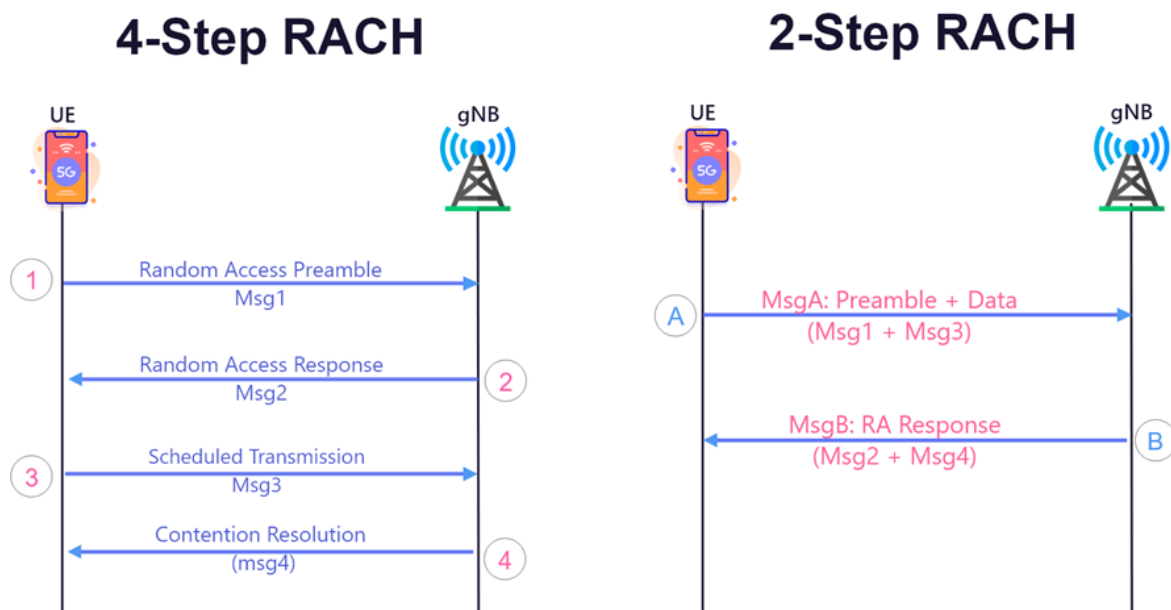 4-Step RACH
UE
5G
gNB
1
Random Access Preamble
Msg1
Random Access Response
Msg2
2
3
Scheduled Transmission
Msg3
Contention Resolution
(msg4)
4
2-Step RACH
UE
5G
gNB
A
MsgA: Preamble + Data
(Msg1 + Msg3)
MsgB: RA Response
(Msg2 + Msg4)
B